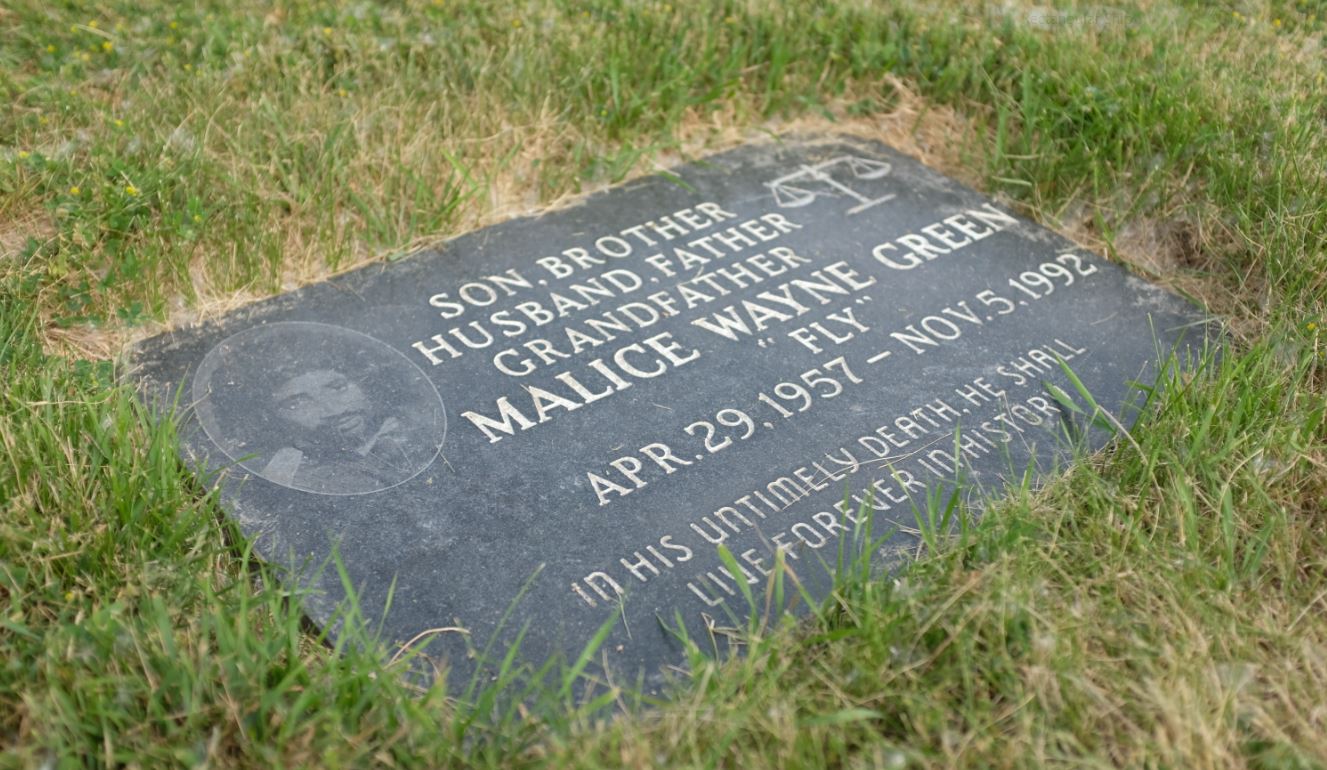 SON, BROTHER
HUSBAND, FATHER
GRANDFATHER
MALICE WAYNE GREEN
"FLY"
APR. 29, 1957 – NOV. 5, 1992
IN HIS UNTIMELY DEATH, HE SHALL
LIVE FOREVER IN HISTORY